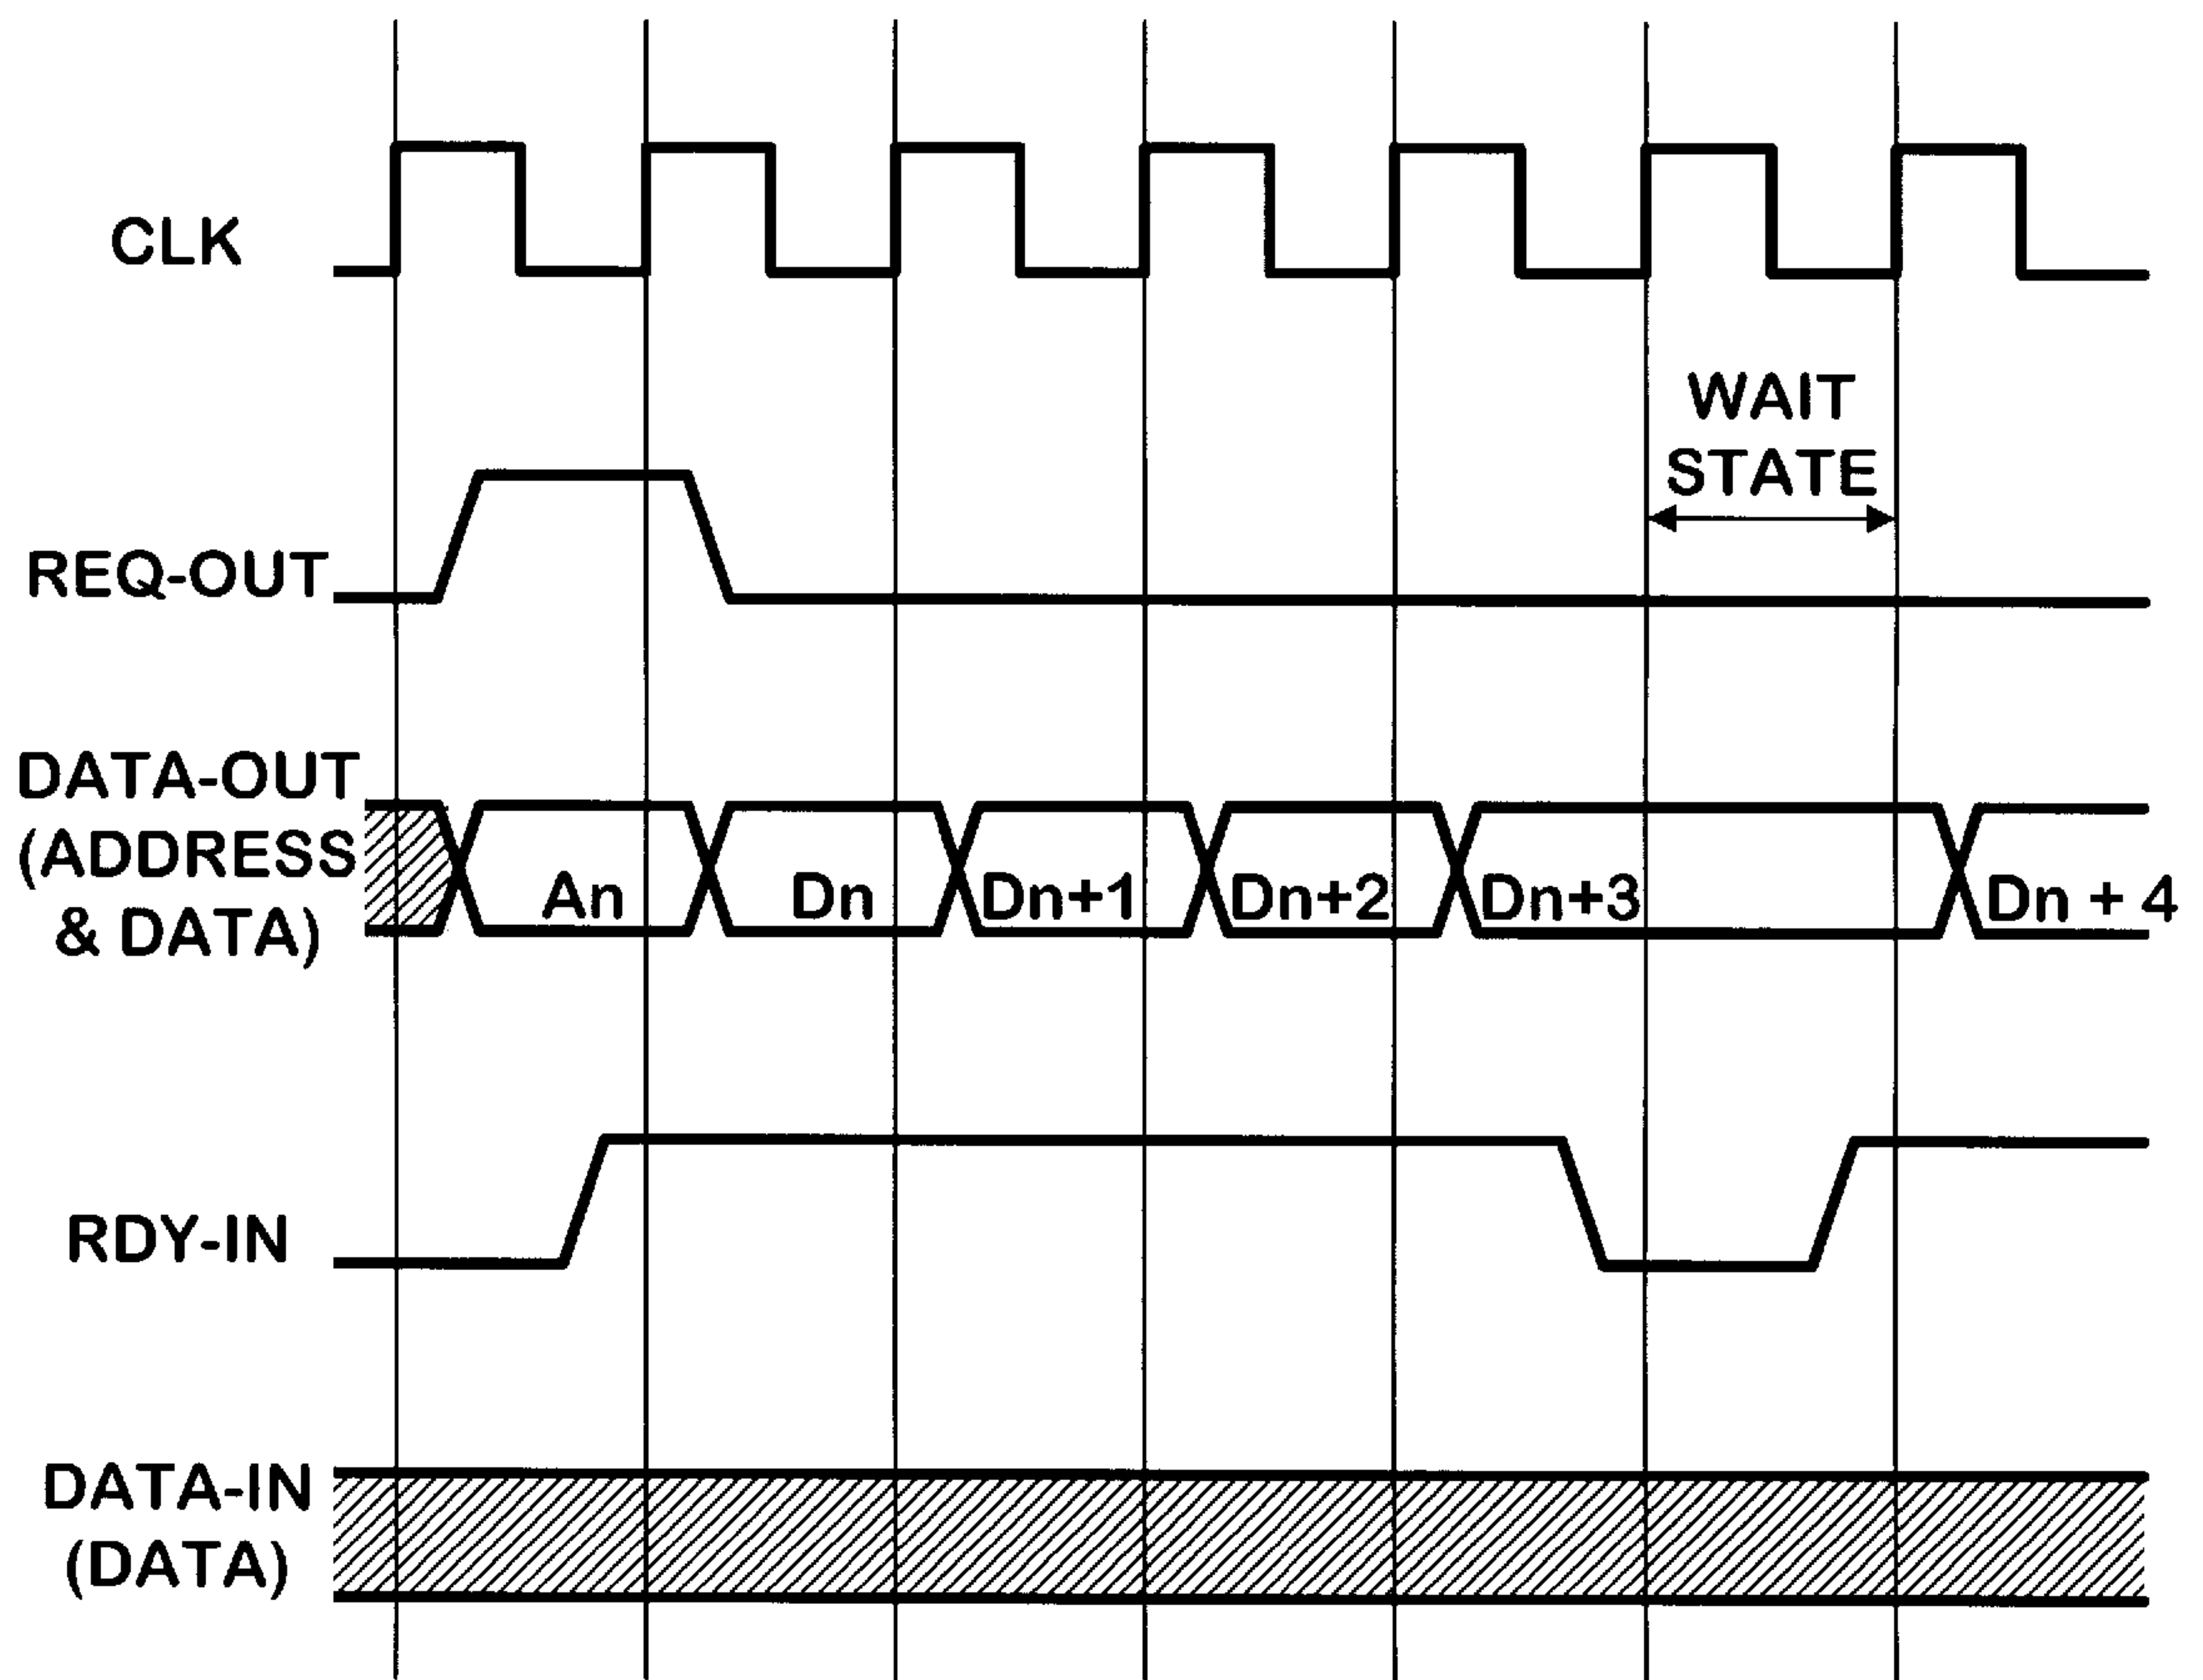 CLK
WAIT
STATE
REQ-OUT
DATA-OUT
(ADDRESS
& DATA)
An
Dn
Dn+1
Dn+2
Dn+3
Dn + 4
RDY-IN
DATA-IN
(DATA)